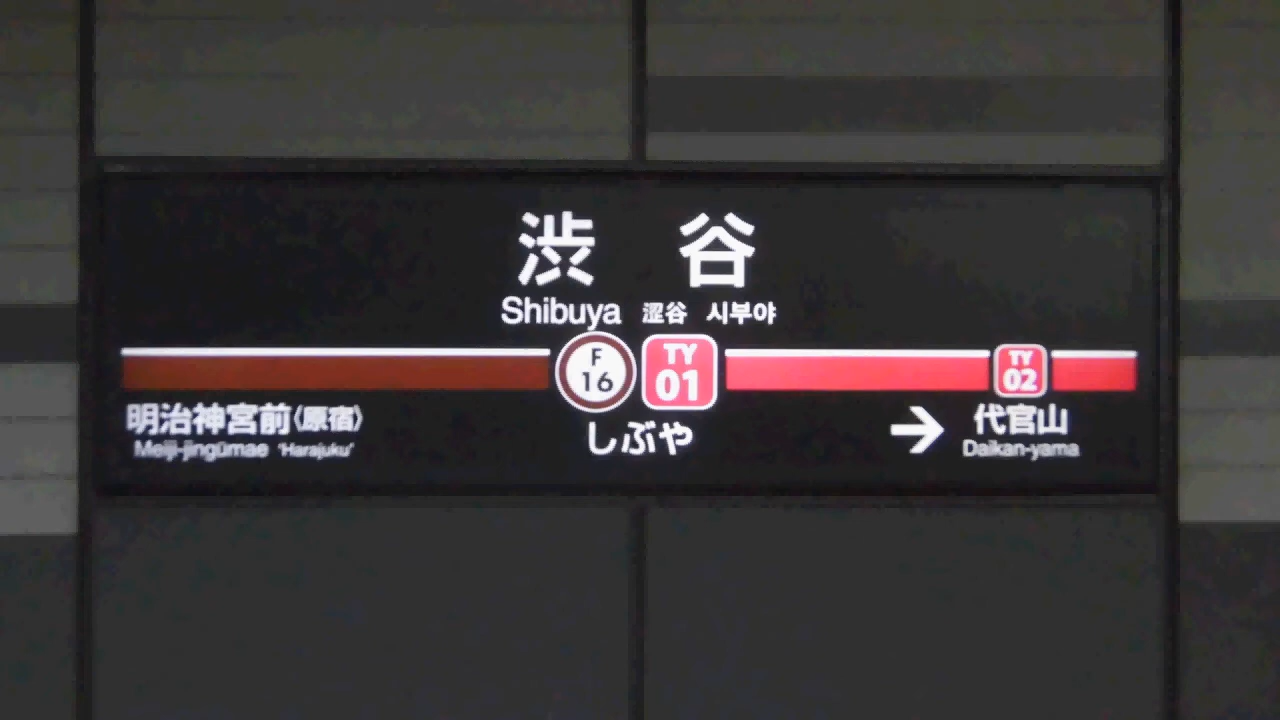 渋 谷
Shibuya 涩谷 시부야
F 16 TY 01 TY 02
明治神宮前〈原宿〉 しぶや → 代官山
Meiji-jingūmae ‘Harajuku’ Daikan-yama